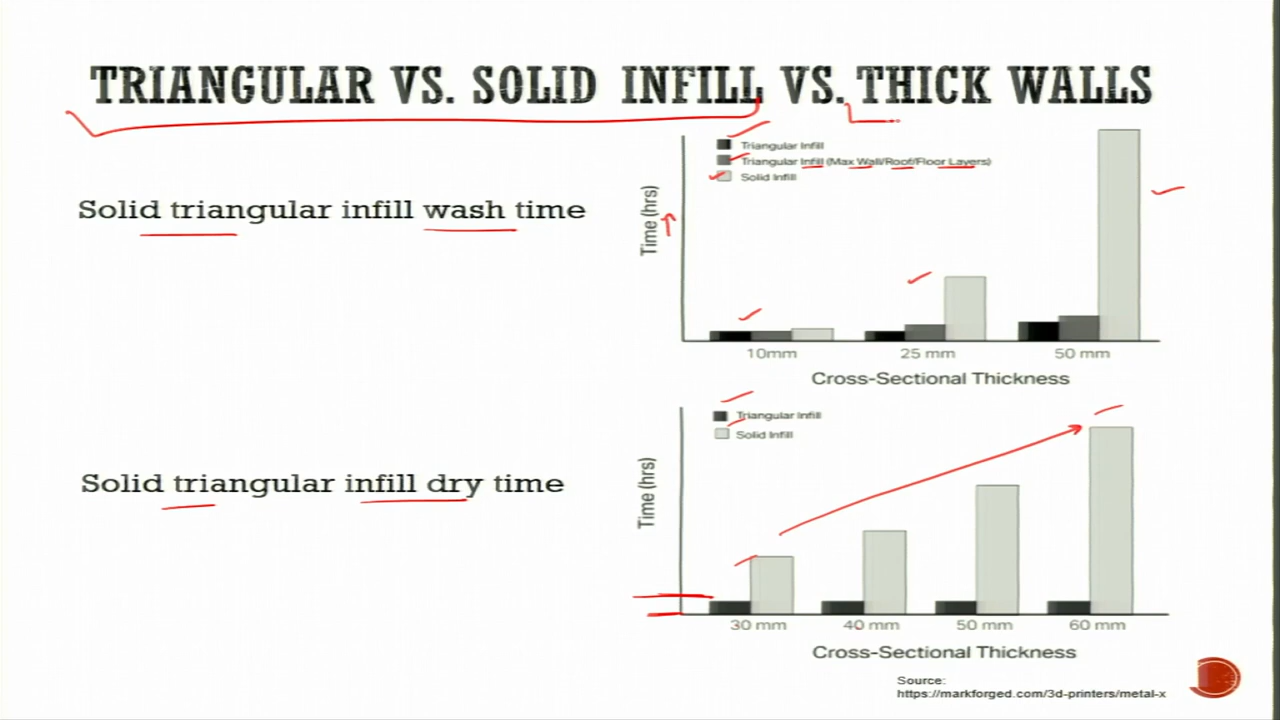 TRIANGULAR VS. SOLID INFILL VS. THICK WALLS
Solid triangular infill wash time
Time (hrs)
Triangular Infill
Triangular Infill (Max Wall/Roof/Floor Layers)
Solid Infill
10mm 25 mm 50 mm
Cross-Sectional Thickness
Solid triangular infill dry time
Time (hrs)
Triangular Infill
Solid Infill
30 mm 40 mm 50 mm 60 mm
Cross-Sectional Thickness
Source:
https://markforged.com/3d-printers/metal-x